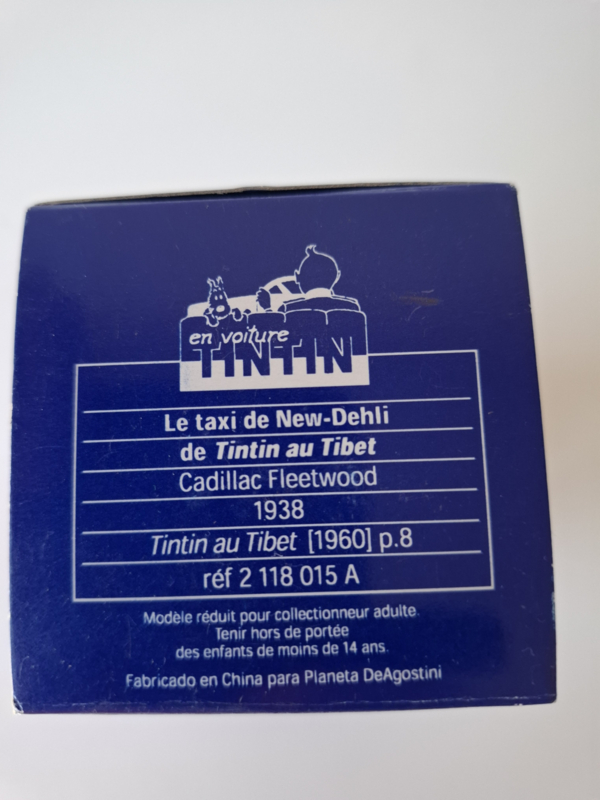 en voiture
TINTIN
Le taxi de New-Dehli
de Tintin au Tibet
Cadillac Fleetwood
1938
Tintin au Tibet [1960] p.8
réf 2 118 015 A
Modèle réduit pour collectionneur adulte.
Tenir hors de portée
des enfants de moins de 14 ans.
Fabricado en China para Planeta DeAgostini